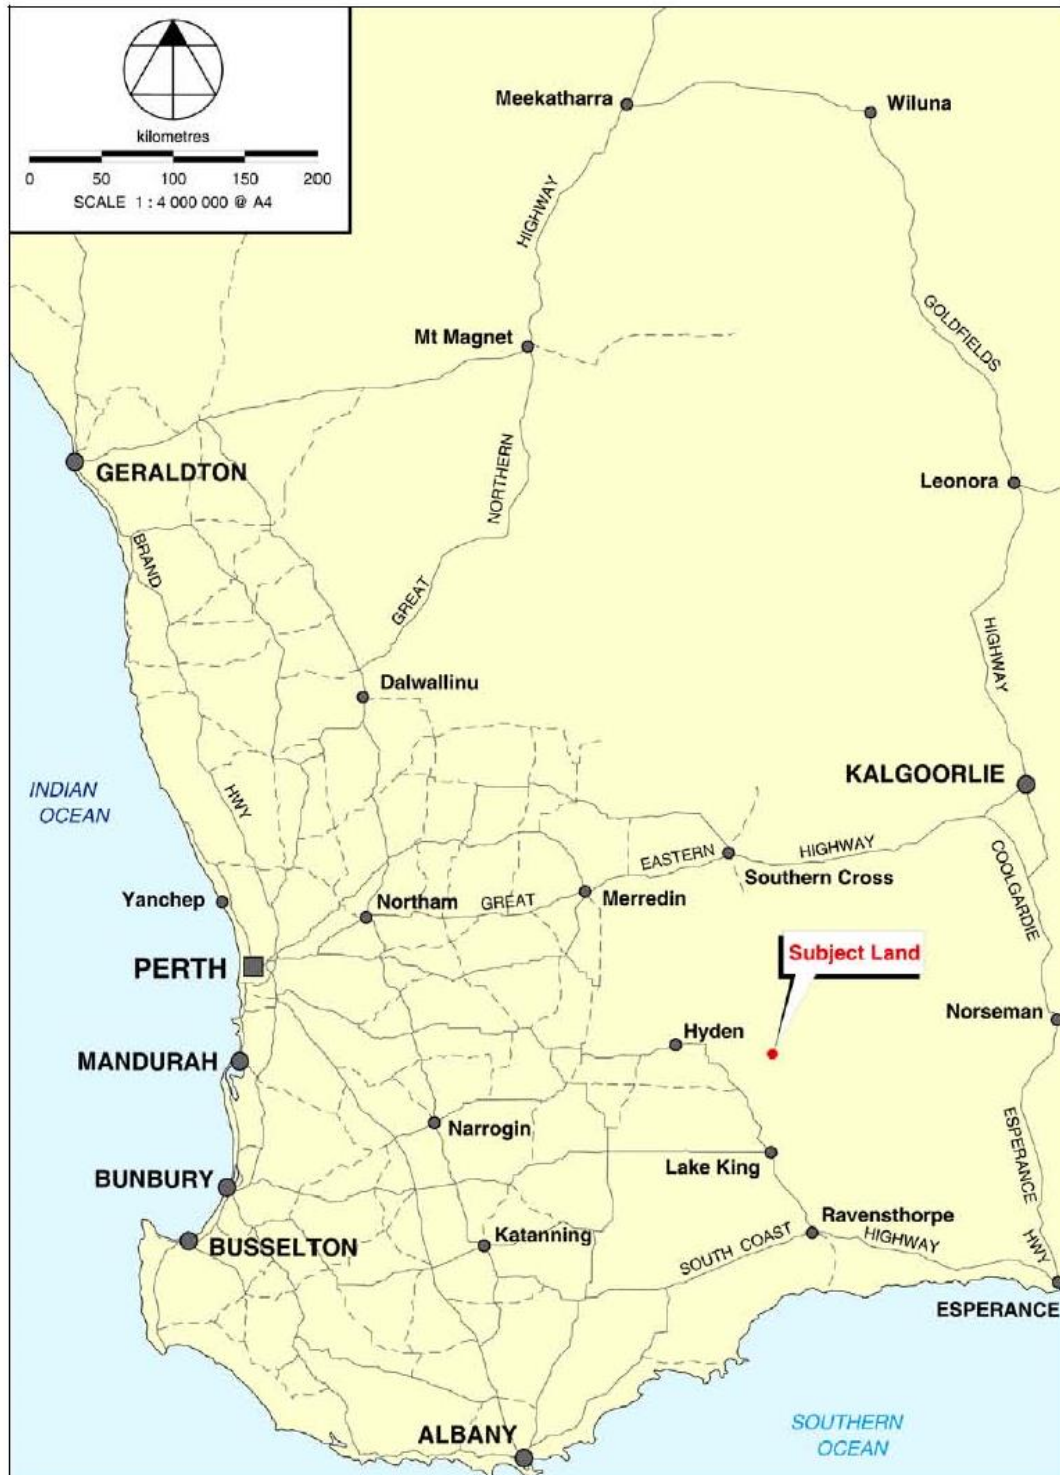 kilometres
0 50 100 150 200
SCALE 1 : 4 000 000 @ A4
Meekatharra
Wiluna
HIGHWAY
GOLDFIELDS
Mt Magnet
GERALDTON
NORTHERN
Leonora
BRAND
GREAT
HIGHWAY
Dalwallinu
KALGOORLIE
INDIAN
OCEAN
HWY
HIGHWAY
EASTERN
Southern Cross
COOLGARDIE
Yanchep
Northam
GREAT
Merredin
Subject Land
PERTH
Norseman
Hyden
MANDURAH
Narrogin
ESPERANCE
Lake King
BUNBURY
Ravensthorpe
Katanning
SOUTH COAST
HIGHWAY
BUSSELTON
HWY
ESPERANCE
ALBANY
SOUTHERN
OCEAN